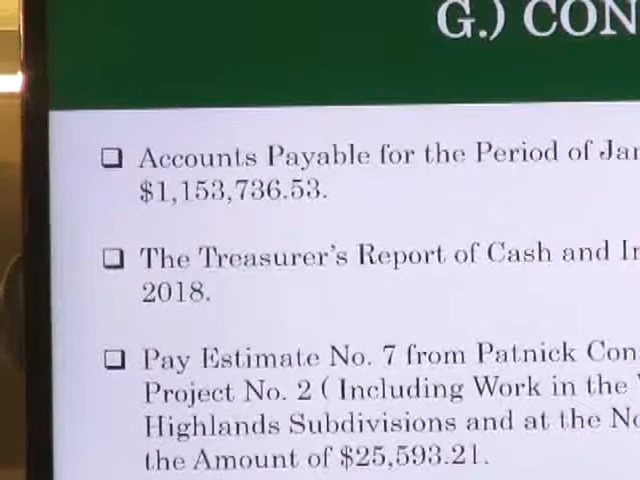 G.) CON
❑ Accounts Payable for the Period of Jan
$1,153,736.53.
❑ The Treasurer's Report of Cash and In
2018.
❑ Pay Estimate No. 7 from Patnick Con
Project No. 2 ( Including Work in the
Highlands Subdivisions and at the No
the Amount of $25,593.21.